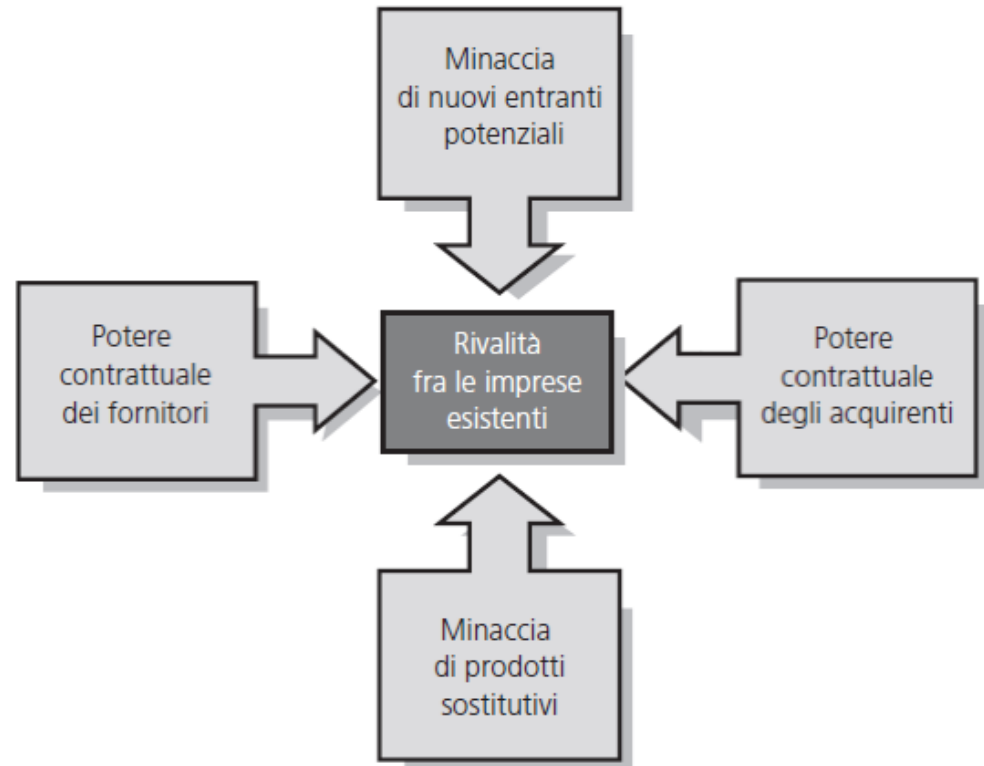 Minaccia
di nuovi entranti
potenziali
Potere
contrattuale
dei fornitori
Rivalità
fra le imprese
esistenti
Potere
contrattuale
degli acquirenti
Minaccia
di prodotti
sostitutivi